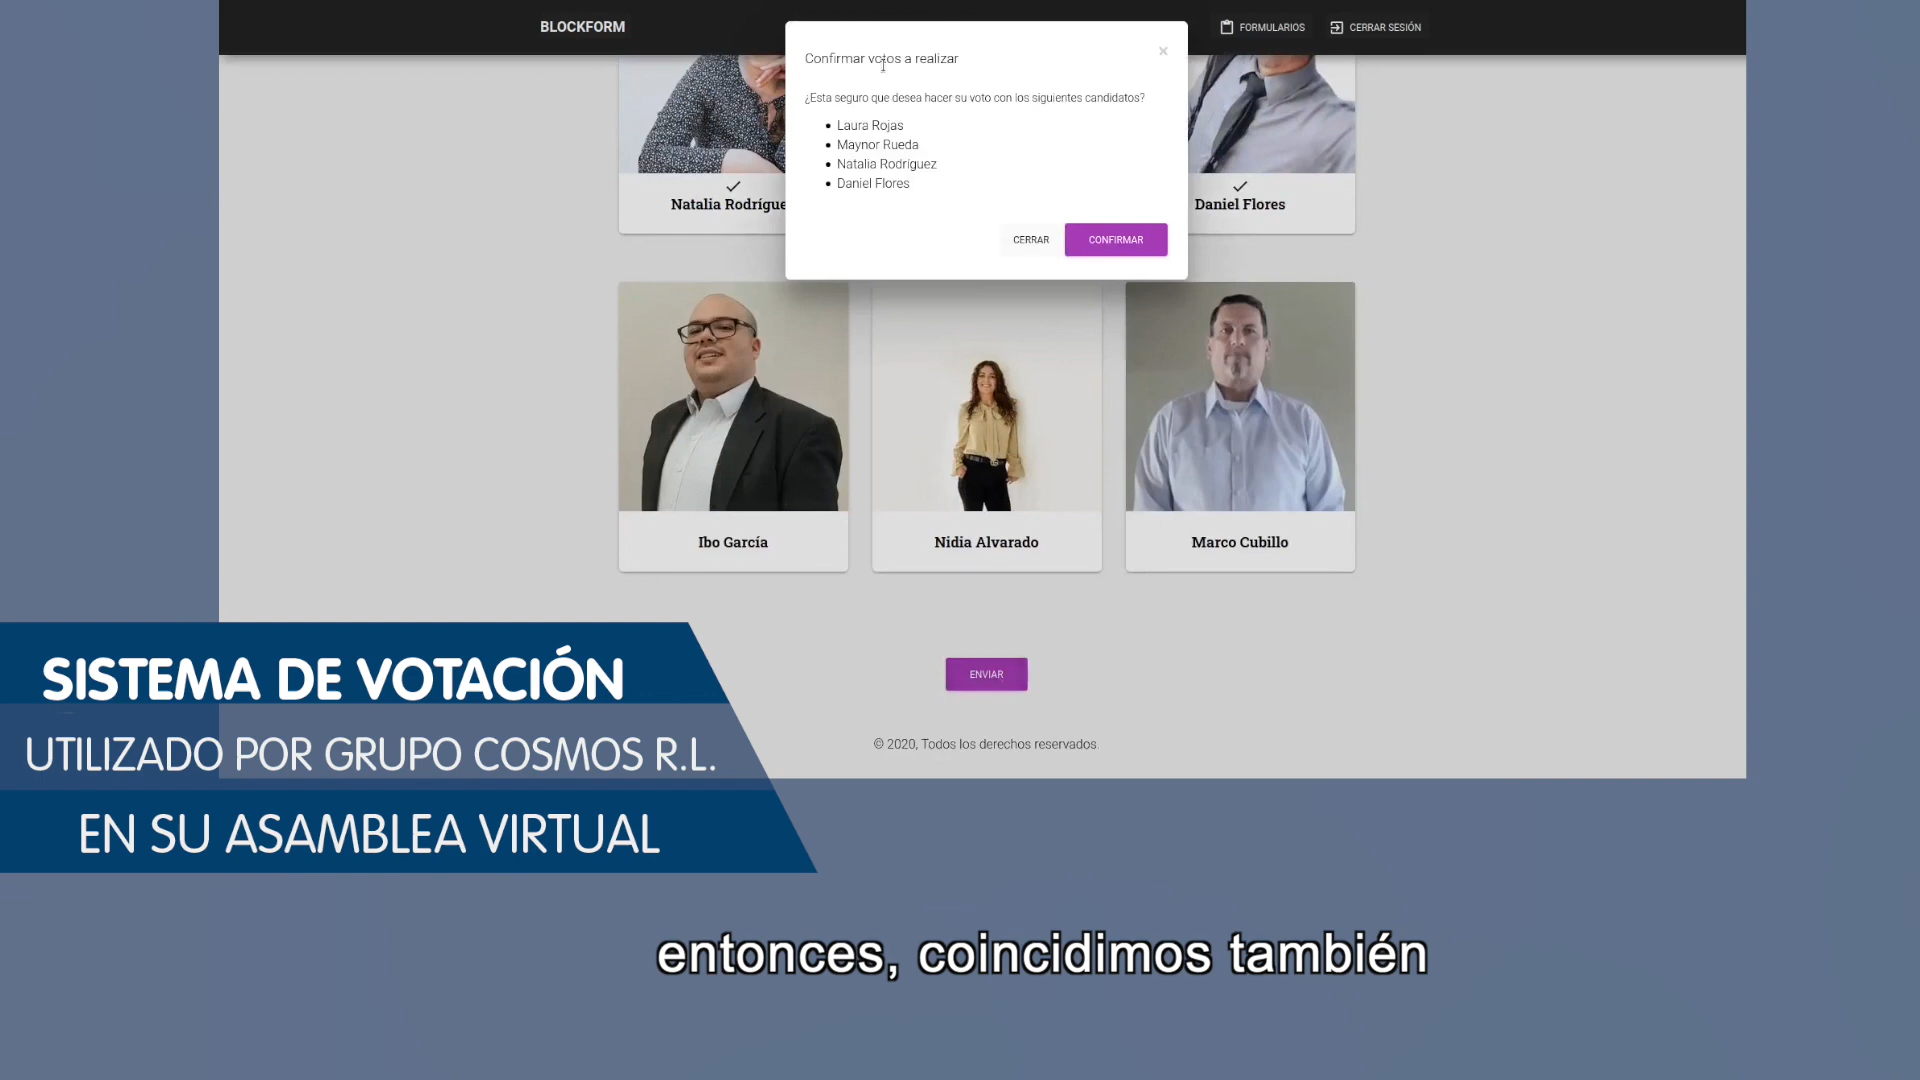 BLOCKFORM
FORMULARIOS
CERRAR SESIÓN
Confirmar votos a realizar
×
¿Esta seguro que desea hacer su voto con los siguientes candidatos?
• Laura Rojas
• Maynor Rueda
• Natalia Rodríguez
• Daniel Flores
CERRAR
CONFIRMAR
Natalia Rodrígue
Daniel Flores
Ibo García
Nidia Alvarado
Marco Cubillo
ENVIAR
© 2020, Todos los derechos reservados.
SISTEMA DE VOTACIÓN
UTILIZADO POR GRUPO COSMOS R.L.
EN SU ASAMBLEA VIRTUAL
entonces, coincidimos también